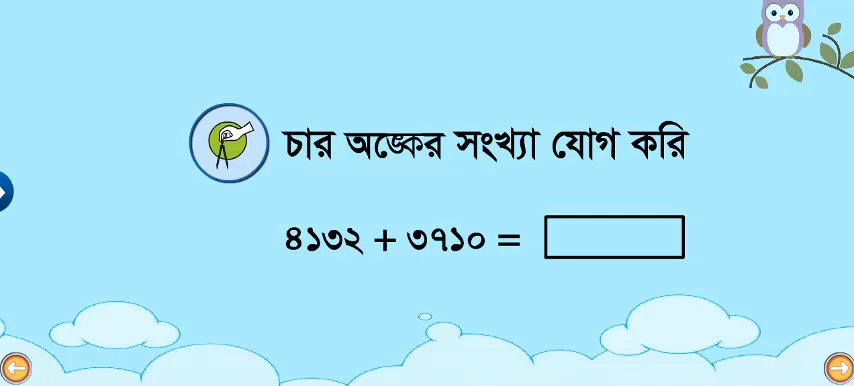 চার অঙ্কের সংখ্যা যোগ করি
৪১৩২ + ৩৭১০ =